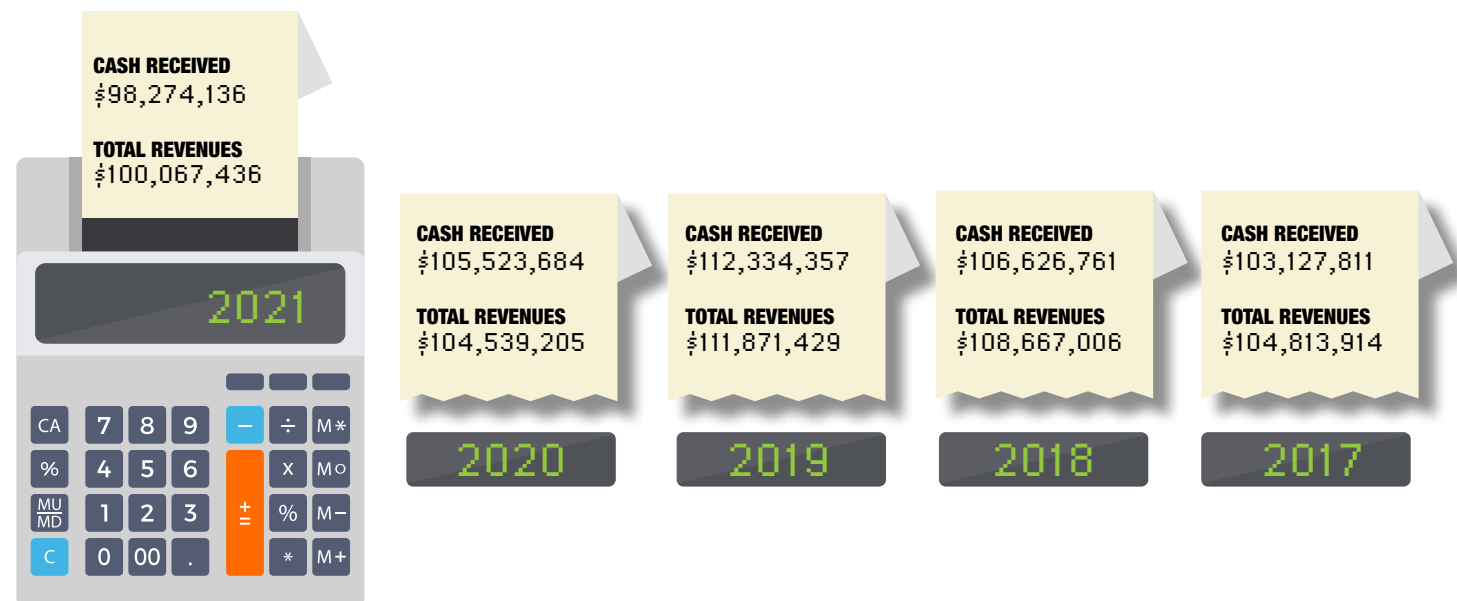 CASH RECEIVED
$98,274,136
TOTAL REVENUES
$100,067,436
2021
CA 7 8 9 − ÷ M*
% 4 5 6 x M○
MU
MD
1 2 3 + = % M−
C 0 00 . * M+
CASH RECEIVED
$105,523,684
TOTAL REVENUES
$104,539,205
2020
CASH RECEIVED
$112,334,357
TOTAL REVENUES
$111,871,429
2019
CASH RECEIVED
$106,626,761
TOTAL REVENUES
$108,667,006
2018
CASH RECEIVED
$103,127,811
TOTAL REVENUES
$104,813,914
2017